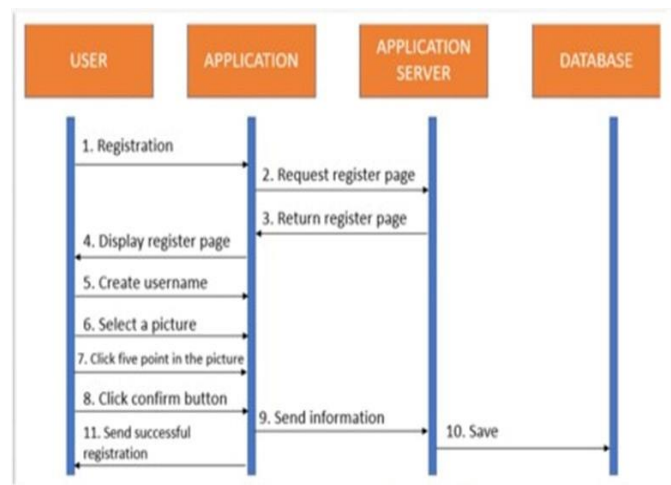 USER
APPLICATION
APPLICATION
SERVER
DATABASE
1. Registration
2. Request register page
3. Return register page
4. Display register page
5. Create username
6. Select a picture
7. Click five point in the picture
8. Click confirm button
9. Send information
10. Save
11. Send successful
registration